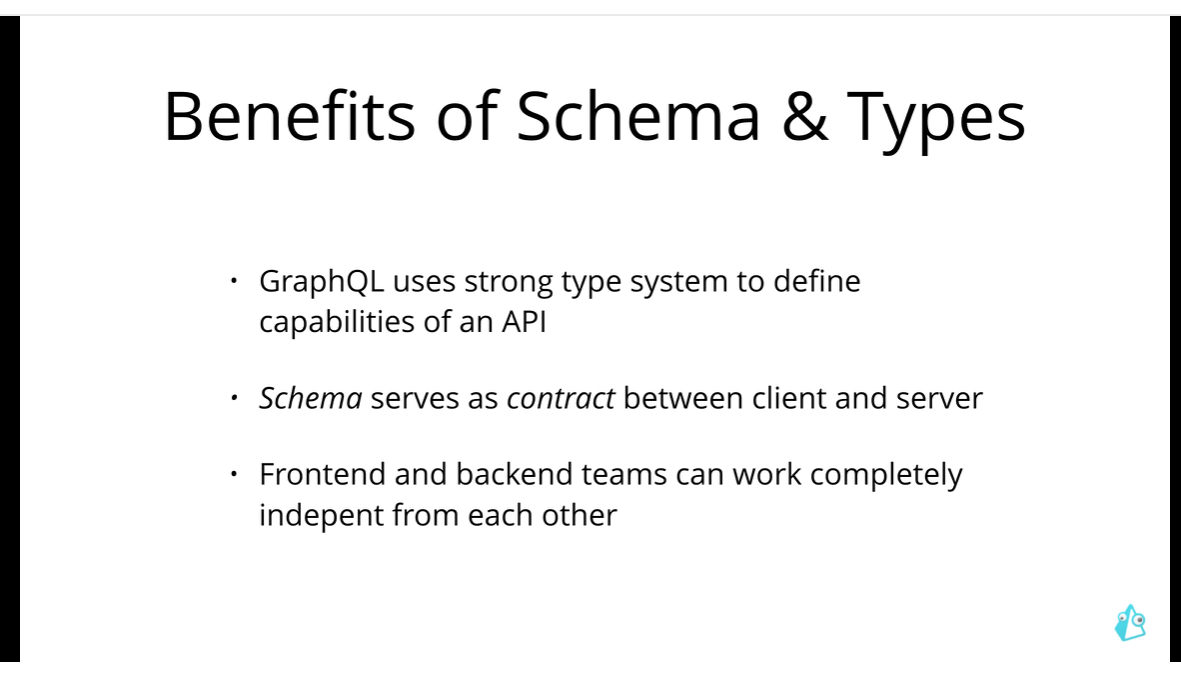 Benefits of Schema & Types
• GraphQL uses strong type system to define
capabilities of an API
• Schema serves as contract between client and server
• Frontend and backend teams can work completely
indepent from each other